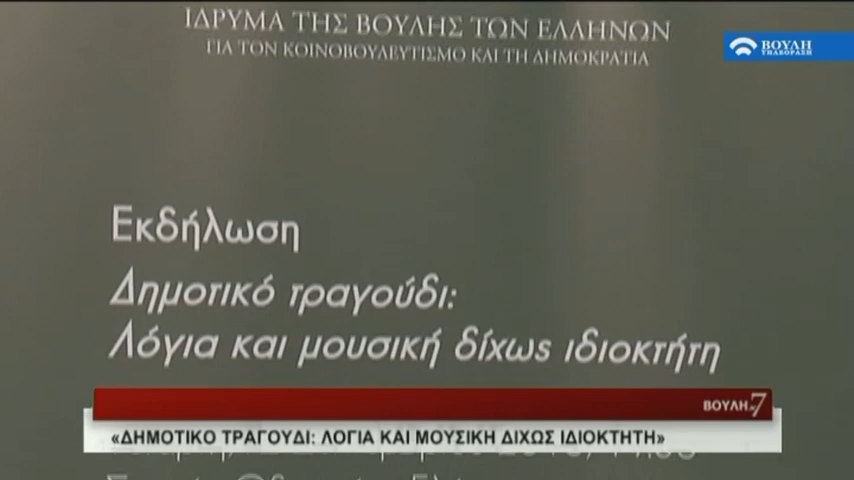 ΙΔΡΥΜΑ ΤΗΣ ΒΟΥΛΗΣ ΤΩΝ ΕΛΛΗΝΩΝ
ΓΙΑ ΤΟΝ ΚΟΙΝΟΒΟΥΛΕΥΤΙΣΜΟ ΚΑΙ ΤΗ ΔΗΜΟΚΡΑΤΙΑ
ΒΟΥΛΗ
ΤΗΛΕΟΡΑΣΗ
Εκδήλωση
Δημοτικό τραγούδι:
Λόγια και μουσική δίχως ιδιοκτήτη
ΒΟΥΛΗ 7
«ΔΗΜΟΤΙΚΟ ΤΡΑΓΟΥΔΙ: ΛΟΓΙΑ ΚΑΙ ΜΟΥΣΙΚΗ ΔΙΧΩΣ ΙΔΙΟΚΤΗΤΗ»